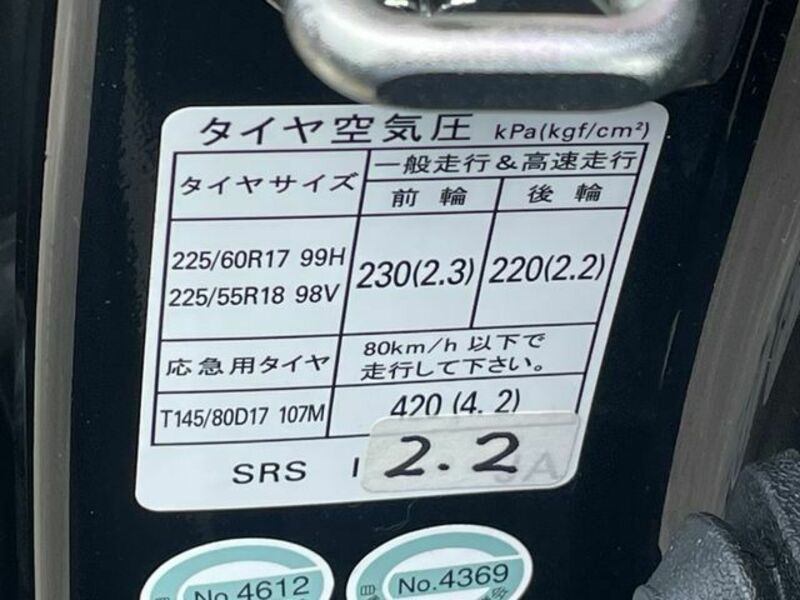 タイヤ空気圧 kPa(kgf/cm²)
タイヤサイズ 一般走行&高速走行
前輪 後輪
225/60R17 99H
225/55R18 98V
230(2.3) 220(2.2)
応急用タイヤ 80km/h 以下で
走行して下さい。
T145/80D17 107M 420 (4.2)
SRS I JA
2.2
No.4612 No.4369